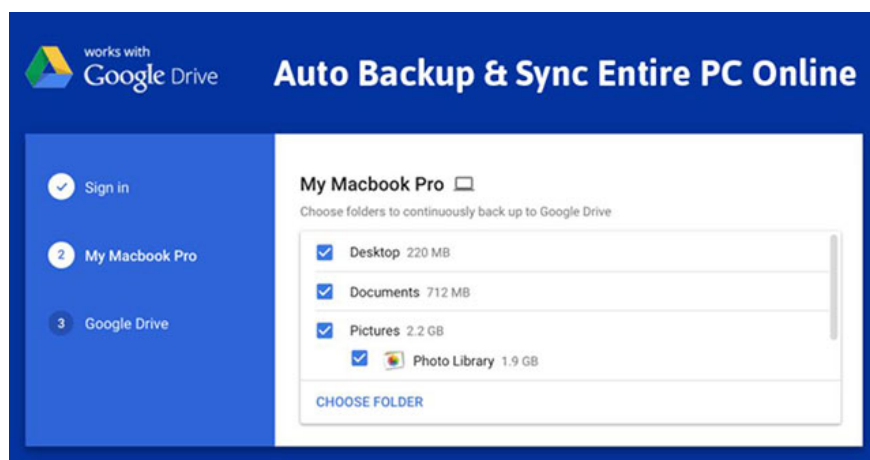 works with
Google Drive
Auto Backup & Sync Entire PC Online
Sign in
2 My Macbook Pro
3 Google Drive
My Macbook Pro
Choose folders to continuously back up to Google Drive
Desktop 220 MB
Documents 712 MB
Pictures 2.2 GB
Photo Library 1.9 GB
CHOOSE FOLDER